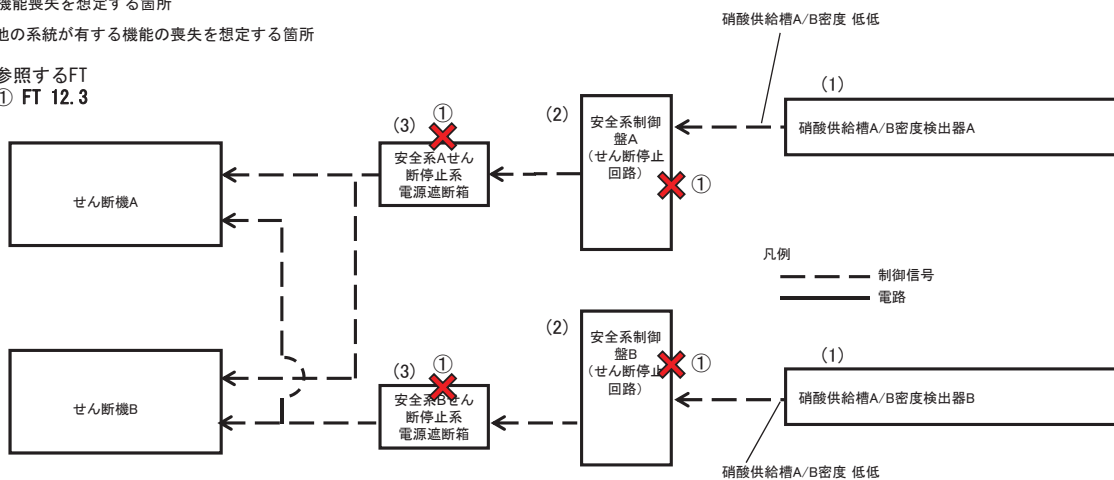 機能喪失を想定する箇所
他の系統が有する機能の喪失を想定する箇所
参照するFT
① FT 12.3
硝酸供給槽A/B密度 低低
(1)
硝酸供給槽A/B密度検出器A
(2)
安全系制御
盤A
(せん断停止
回路)
①
(3)
①
安全系Aせん
断停止系
電源遮断箱
せん断機A
凡例
制御信号
電路
(2)
安全系制御
盤B
(せん断停止
回路)
①
(1)
硝酸供給槽A/B密度検出器B
(3)
①
安全系Bせん
断停止系
電源遮断箱
せん断機B
硝酸供給槽A/B密度 低低